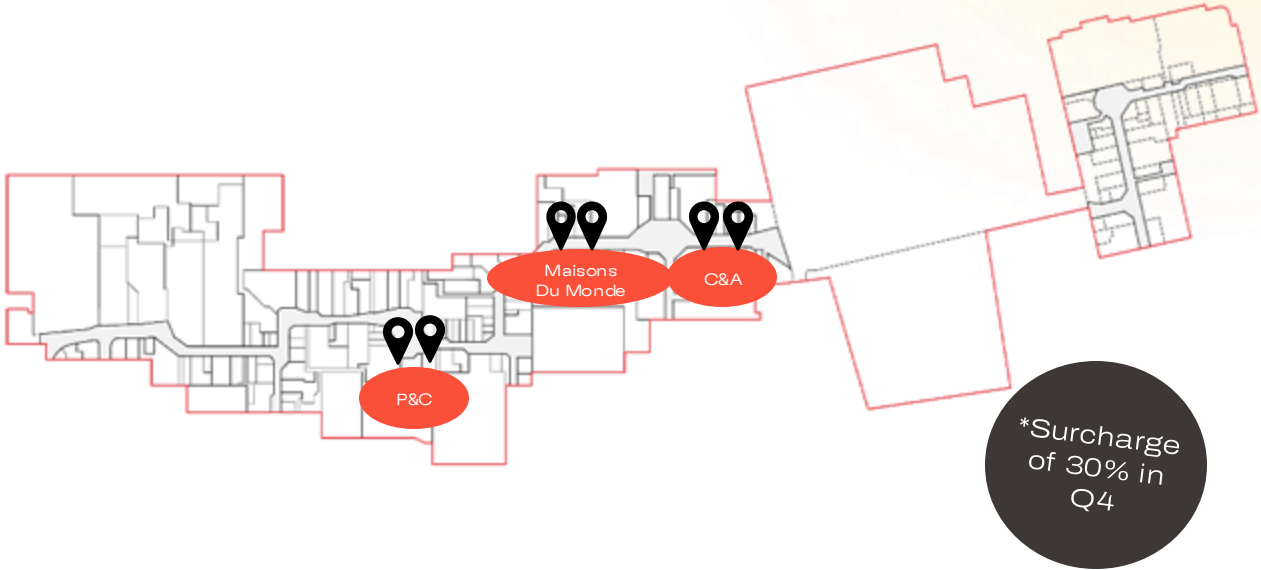 Maisons
Du Monde
C&A
P&C
*Surcharge
of 30% in
Q4